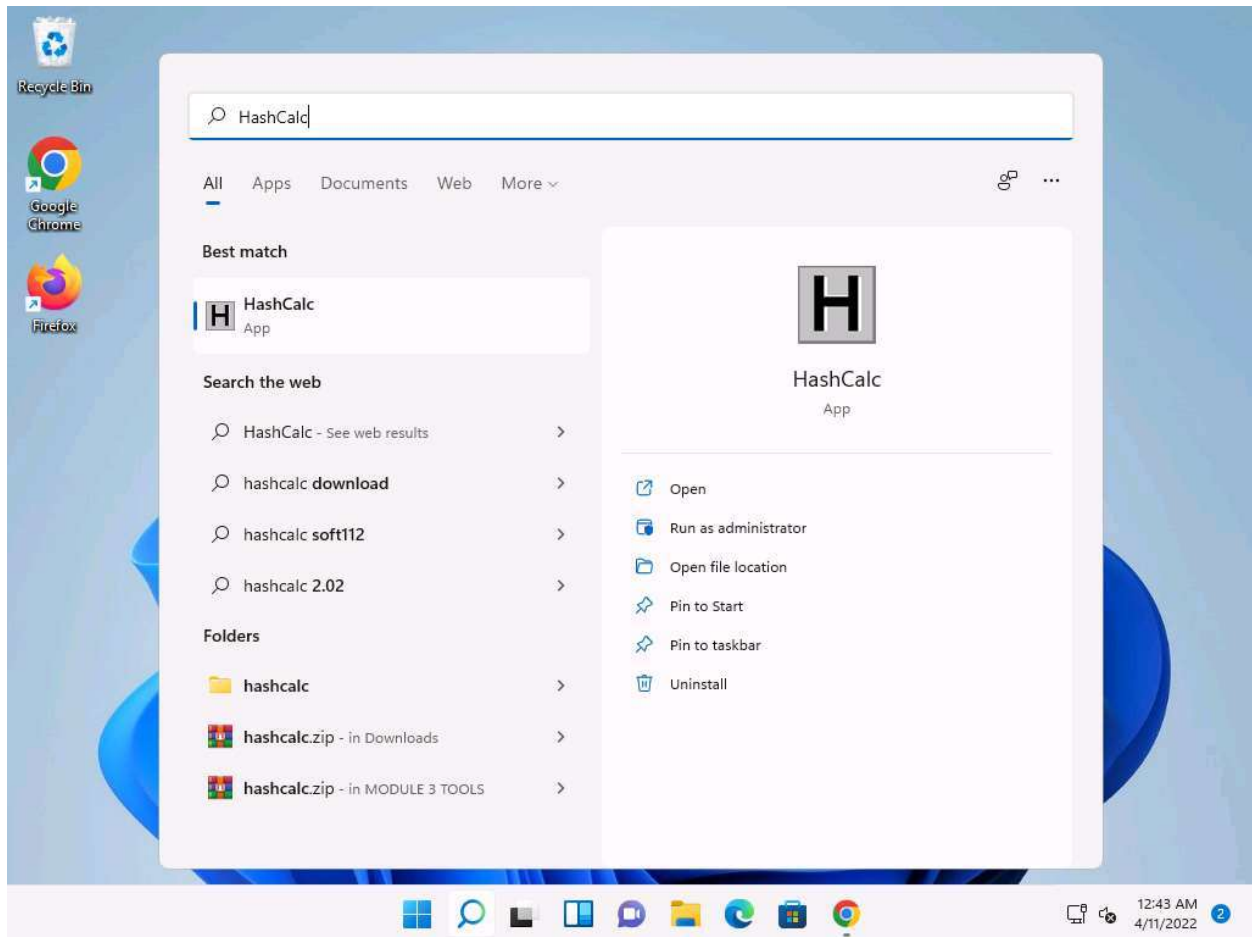 Recycle Bin
Google
Chrome
Firefox
HashCalc
All Apps Documents Web More
Best match
HashCalc
App
Search the web
HashCalc - See web results
hashcalc download
hashcalc soft112
hashcalc 2.02
Folders
hashcalc
hashcalc.zip - in Downloads
hashcalc.zip - in MODULE 3 TOOLS
H
HashCalc
App
Open
Run as administrator
Open file location
Pin to Start
Pin to taskbar
Uninstall
12:43 AM
4/11/2022
2